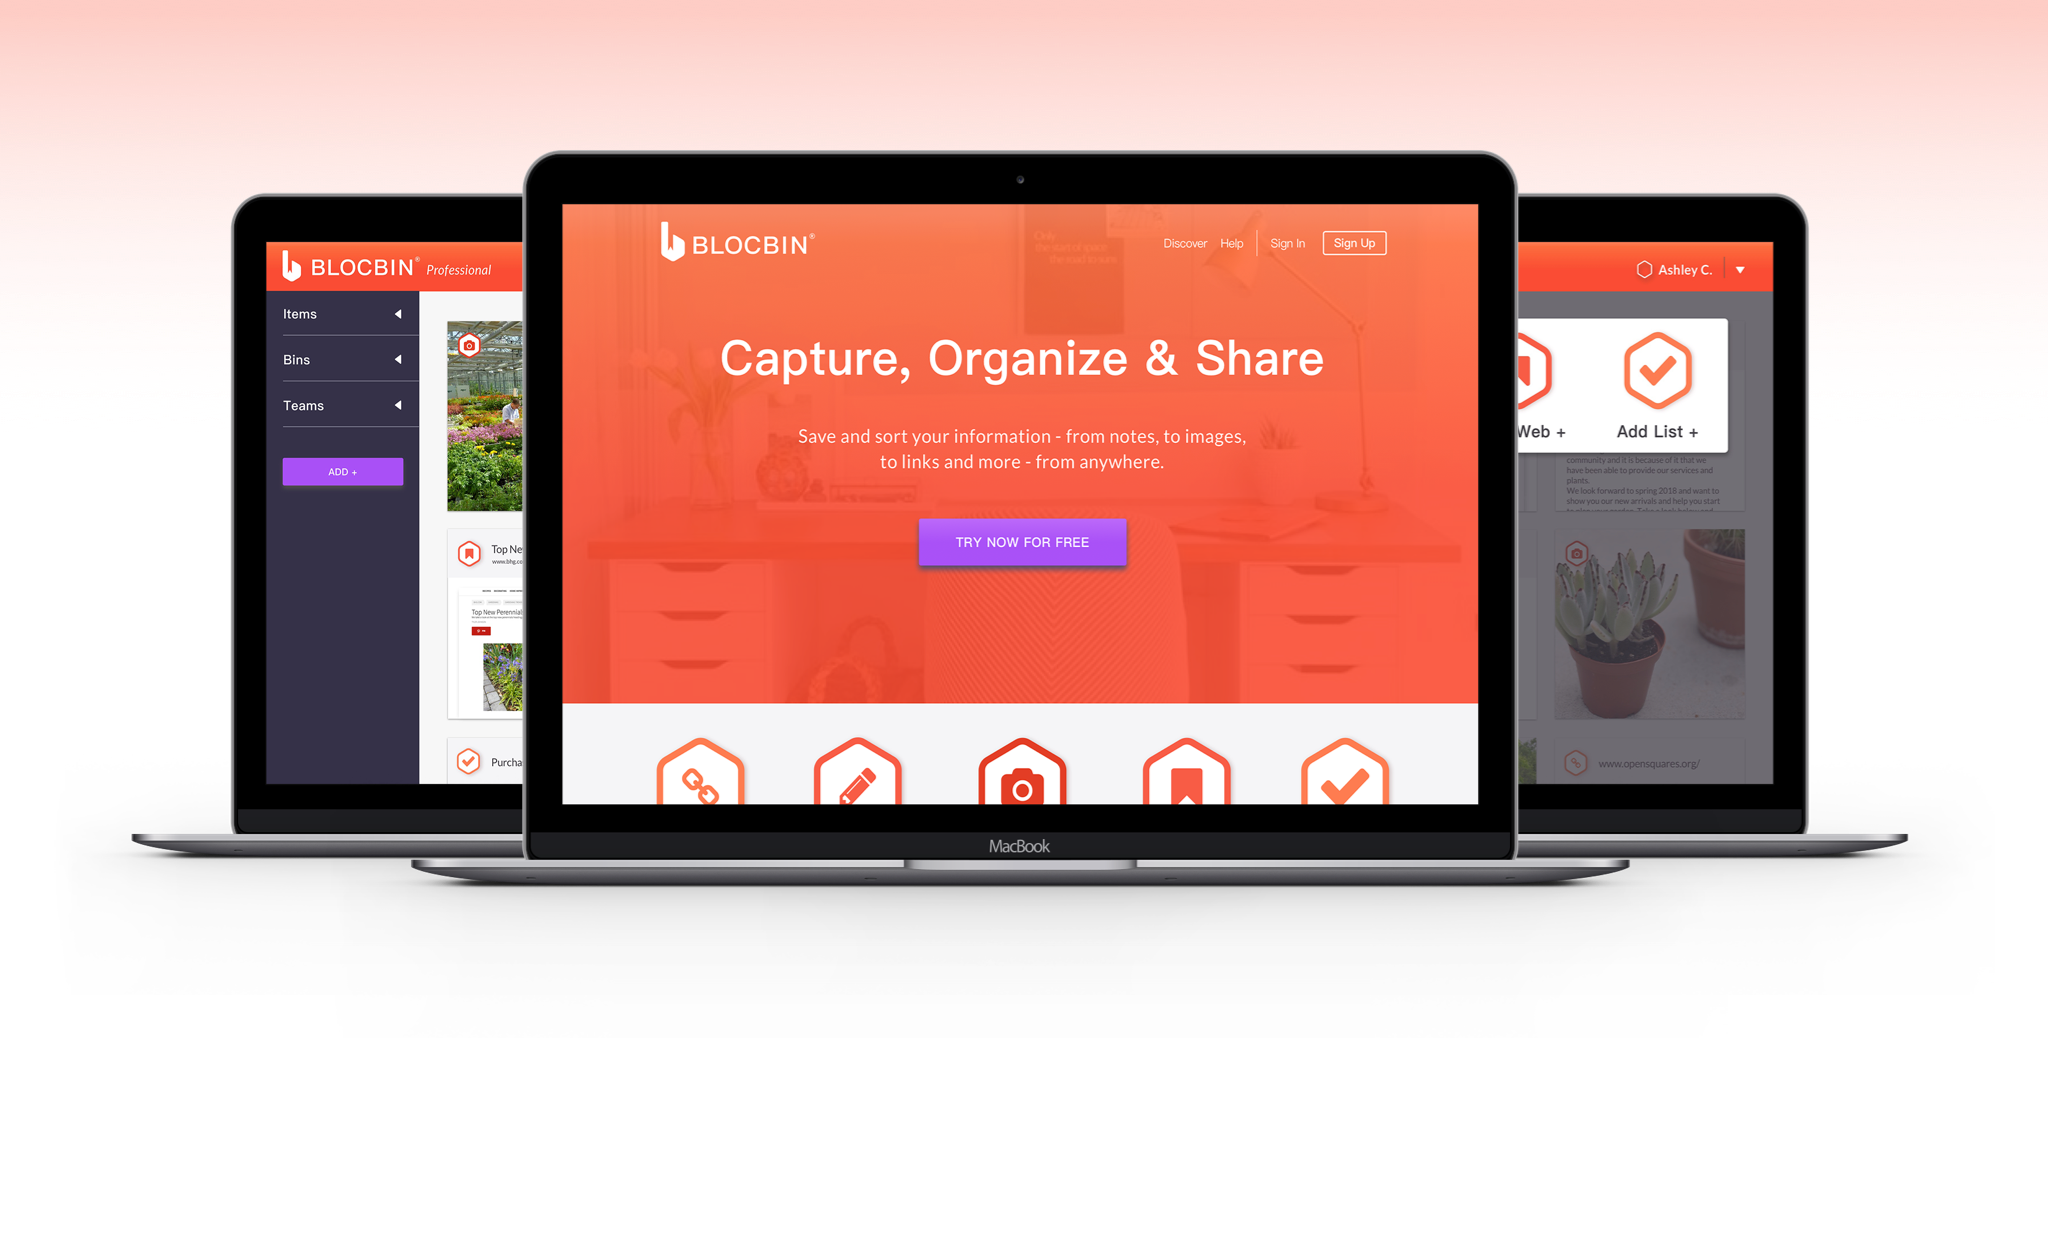 BLOCBIN® Professional
Items
Bins
Teams
ADD +
Top Ne
www.bhg.co
Top New Perennial
Purcha
BLOCBIN®
Discover Help Sign In Sign Up
Capture, Organize & Share
Save and sort your information - from notes, to images,
to links and more - from anywhere.
TRY NOW FOR FREE
MacBook
Ashley C.
Web +
Add List +
community and it is because of it that we
have been able to provide our services and
plants.
We look forward to spring 2018 and want to
show you our new arrivals and help you start
www.opensquares.org/